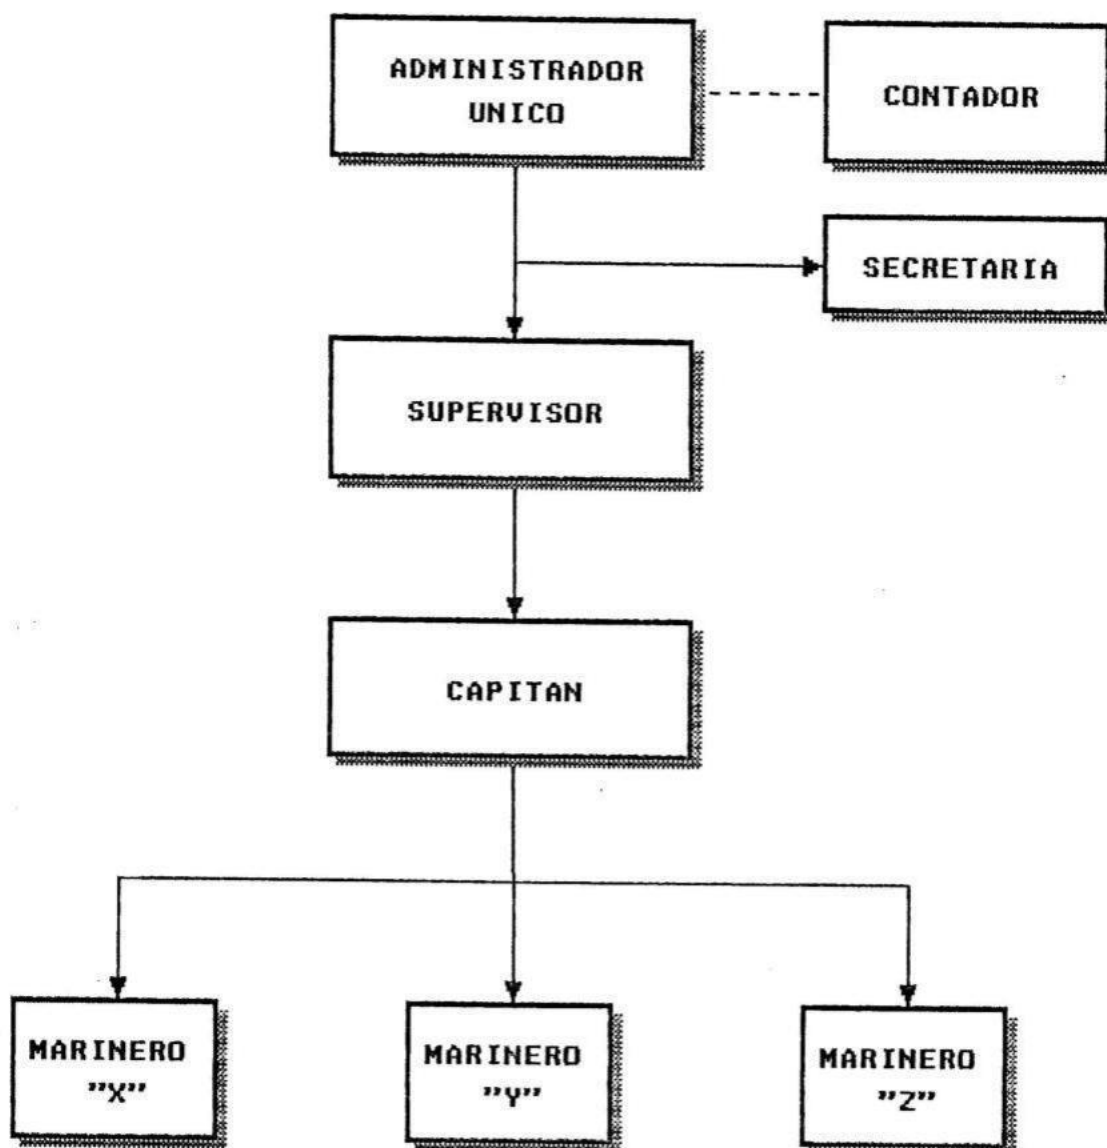 ADMINISTRADOR
UNICO
CONTADOR
SECRETARIA
SUPERVISOR
CAPITAN
MARINERO
"X"
MARINERO
"Y"
MARINERO
"Z"